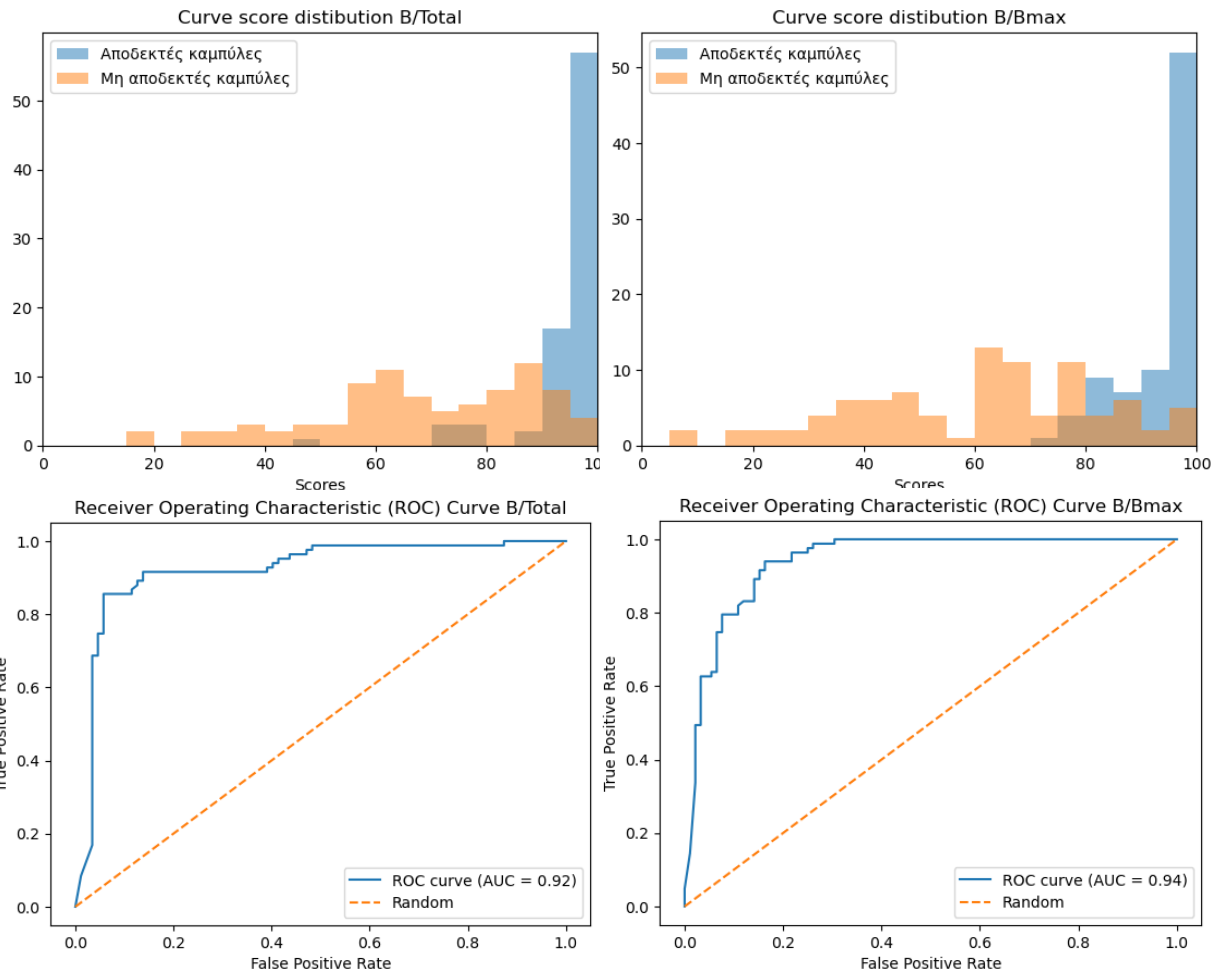 Curve score distibution B/Total
Αποδεκτές καμπύλες
Μη αποδεκτές καμπύλες
50
40
30
20
10
0
0 20 40 60 80 10
Scores
Curve score distibution B/Bmax
Αποδεκτές καμπύλες
Μη αποδεκτές καμπύλες
50
40
30
20
10
0
0 20 40 60 80 100
Scores
Receiver Operating Characteristic (ROC) Curve B/Total
1.0
0.8
0.6
0.4
0.2
0.0
True Positive Rate
ROC curve (AUC = 0.92)
Random
0.0 0.2 0.4 0.6 0.8 1.0
False Positive Rate
Receiver Operating Characteristic (ROC) Curve B/Bmax
1.0
0.8
0.6
0.4
0.2
0.0
True Positive Rate
ROC curve (AUC = 0.94)
Random
0.0 0.2 0.4 0.6 0.8 1.0
False Positive Rate